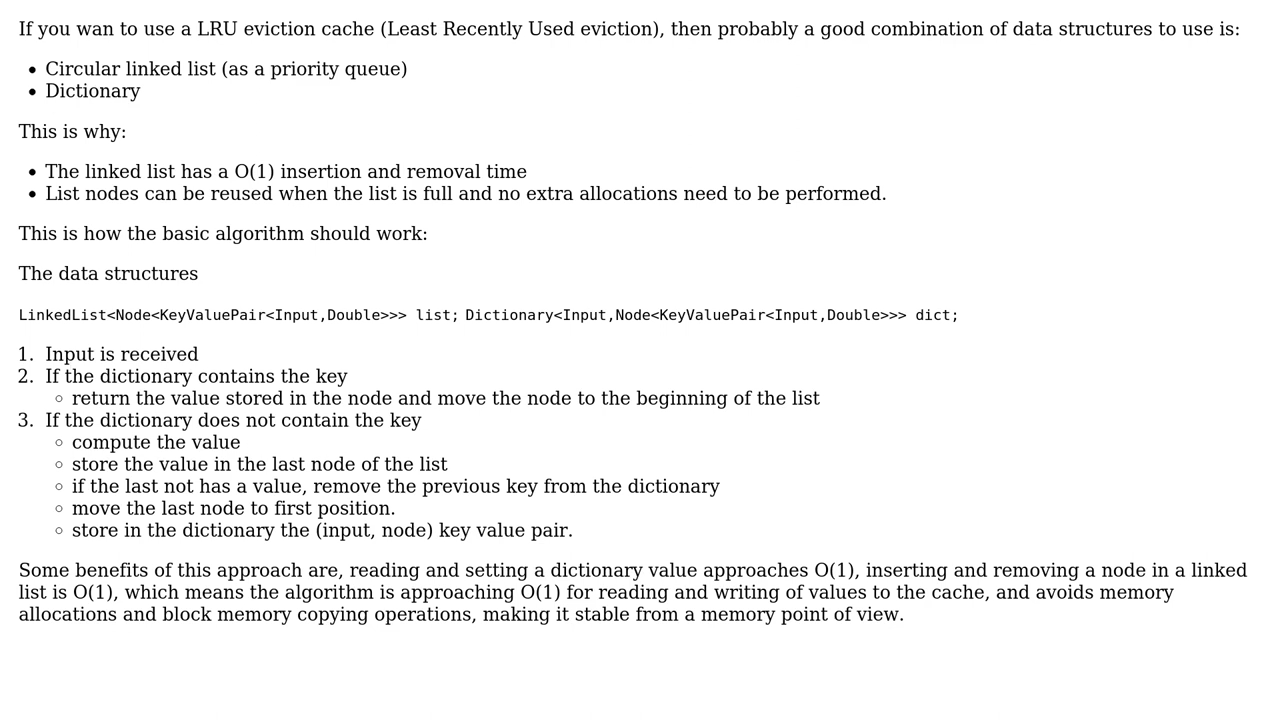 If you wan to use a LRU eviction cache (Least Recently Used eviction), then probably a good combination of data structures to use is:
• Circular linked list (as a priority queue)
• Dictionary
This is why:
• The linked list has a O(1) insertion and removal time
• List nodes can be reused when the list is full and no extra allocations need to be performed.
This is how the basic algorithm should work:
The data structures
LinkedList<Node<KeyValuePair<Input,Double>>> list; Dictionary<Input,Node<KeyValuePair<Input,Double>>> dict;
1. Input is received
2. If the dictionary contains the key
◦ return the value stored in the node and move the node to the beginning of the list
3. If the dictionary does not contain the key
◦ compute the value
◦ store the value in the last node of the list
◦ if the last not has a value, remove the previous key from the dictionary
◦ move the last node to first position.
◦ store in the dictionary the (input, node) key value pair.
Some benefits of this approach are, reading and setting a dictionary value approaches O(1), inserting and removing a node in a linked
list is O(1), which means the algorithm is approaching O(1) for reading and writing of values to the cache, and avoids memory
allocations and block memory copying operations, making it stable from a memory point of view.